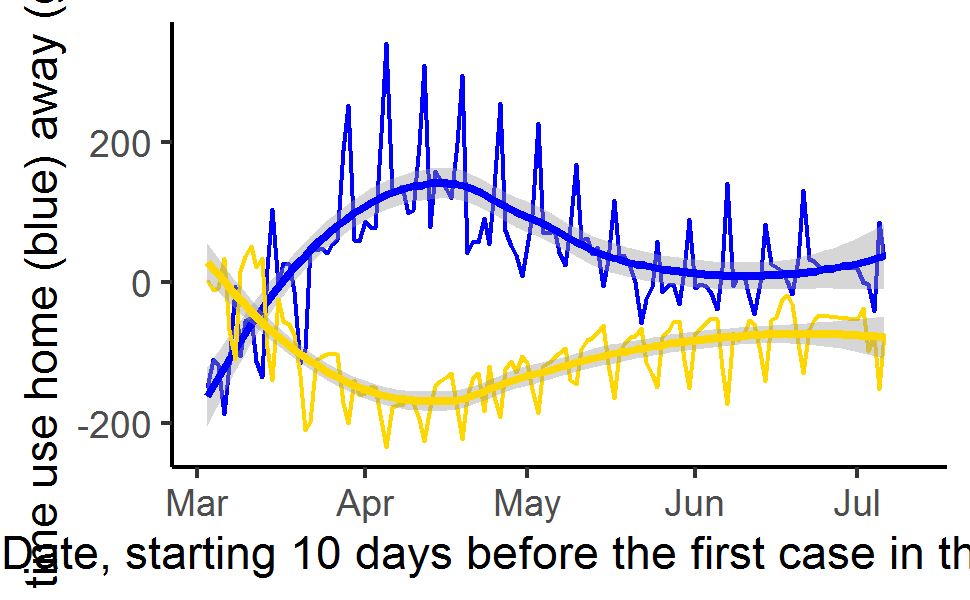 time use home (blue) away (
200
0
-200
Mar Apr May Jun Jul
Date, starting 10 days before the first case in th